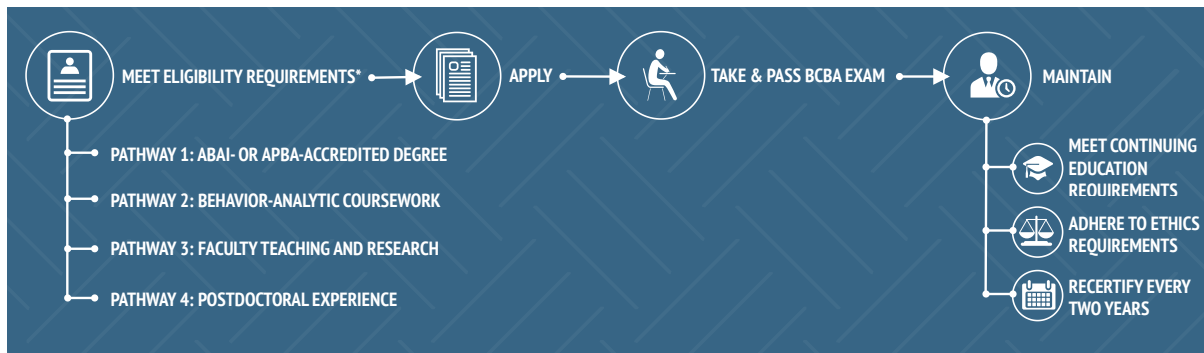 MEET ELIGIBILITY REQUIREMENTS*
APPLY
TAKE & PASS BCBA EXAM
MAINTAIN
PATHWAY 1: ABAI- OR APBA-ACCREDITED DEGREE
PATHWAY 2: BEHAVIOR-ANALYTIC COURSEWORK
PATHWAY 3: FACULTY TEACHING AND RESEARCH
PATHWAY 4: POSTDOCTORAL EXPERIENCE
MEET CONTINUING
EDUCATION
REQUIREMENTS
ADHERE TO ETHICS
REQUIREMENTS
RECERTIFY EVERY
TWO YEARS